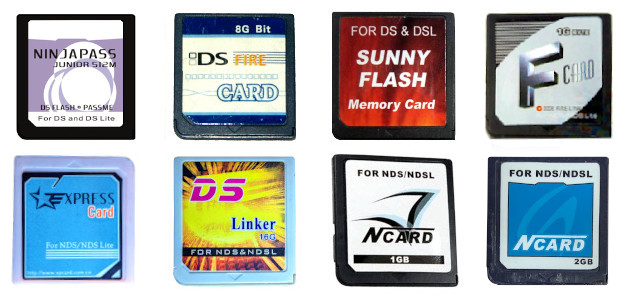 NINJAPASS
JUNIOR 512M
DS FLASH + PASSME
For DS and DS Lite
8G Bit
DS FIRE
CARD
FOR DS & DSL
SUNNY
FLASH
Memory Card
1G
F
CARD
EXPRESS
Card
For NDS/NDS Lite
DS
Linker
16G
FOR NDS&NDSL
FOR NDS/NDSL
NCARD
1GB
FOR NDS/NDSL
NCARD
2GB